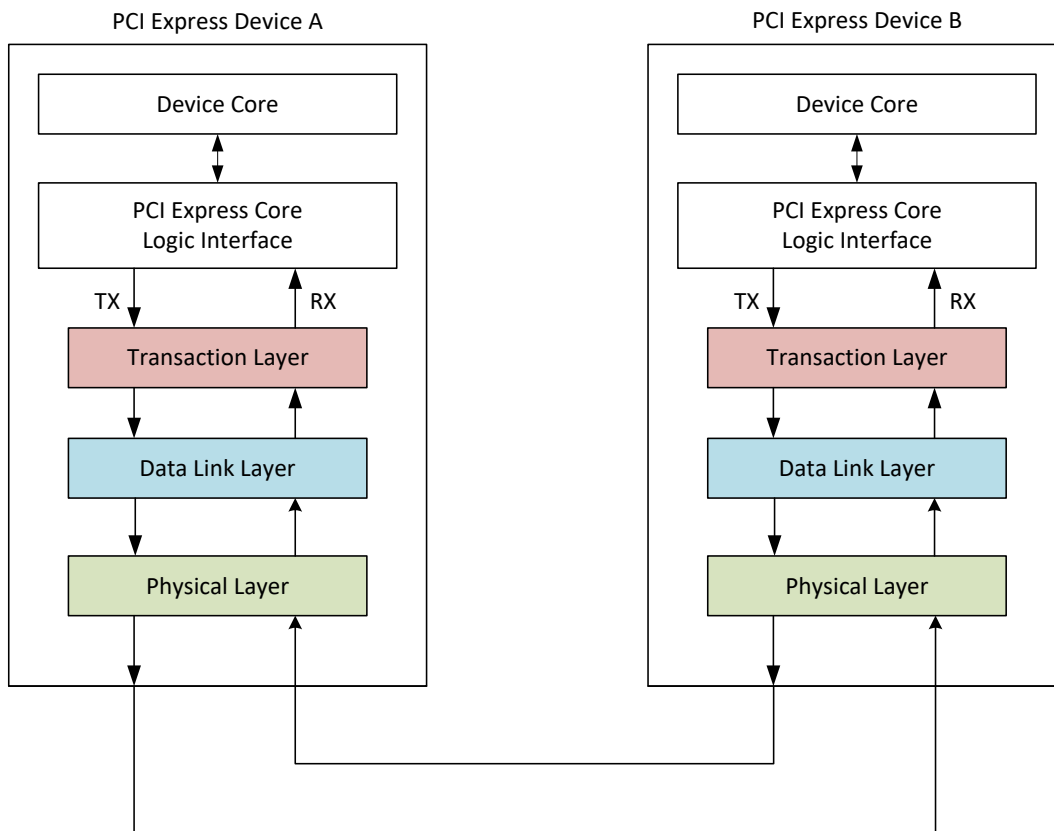 PCI Express Device A
Device Core
PCI Express Core
Logic Interface
TX
RX
Transaction Layer
Data Link Layer
Physical Layer
PCI Express Device B
Device Core
PCI Express Core
Logic Interface
TX
RX
Transaction Layer
Data Link Layer
Physical Layer